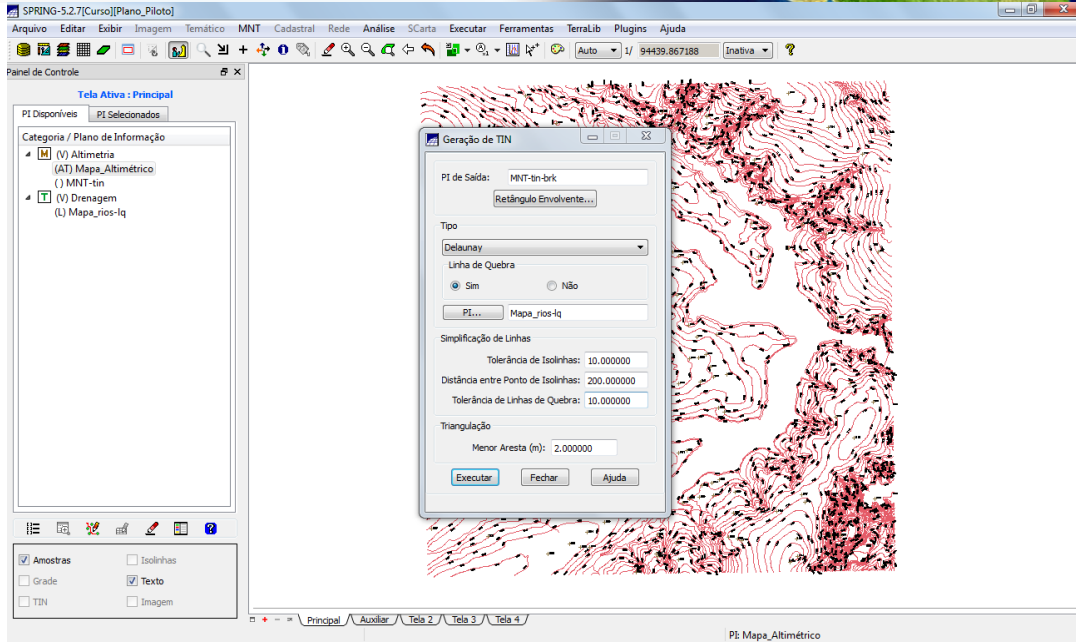 SPRING-5.2.7[Curso][Plano_Piloto]
Arquivo Editar Exibir Imagem Temático MNT Cadastral Rede Análise SCarta Executar Ferramentas TerraLib Plugins Ajuda
Auto 1/ 94439.867188 Inativa
Painel de Controle
Tela Ativa : Principal
PI Disponíveis PI Selecionados
Categoria / Plano de Informação
M (V) Altimetria
(AT) Mapa_Altimétrico
( ) MNT-tin
T (V) Drenagem
(L) Mapa_rios-lq
Amostras Isolinhas
Grade Texto
TIN Imagem
Geração de TIN
PI de Saída: MNT-tin-brk
Retângulo Envolvente...
Tipo
Delaunay
Linha de Quebra
Sim Não
PI... Mapa_rios-lq
Simplificação de Linhas
Tolerância de Isolinhas: 10.000000
Distância entre Ponto de Isolinhas: 200.000000
Tolerância de Linhas de Quebra: 10.000000
Triangulação
Menor Aresta (m): 2.000000
Executar Fechar Ajuda
Principal Auxiliar Tela 2 Tela 3 Tela 4
PI: Mapa_Altimétrico